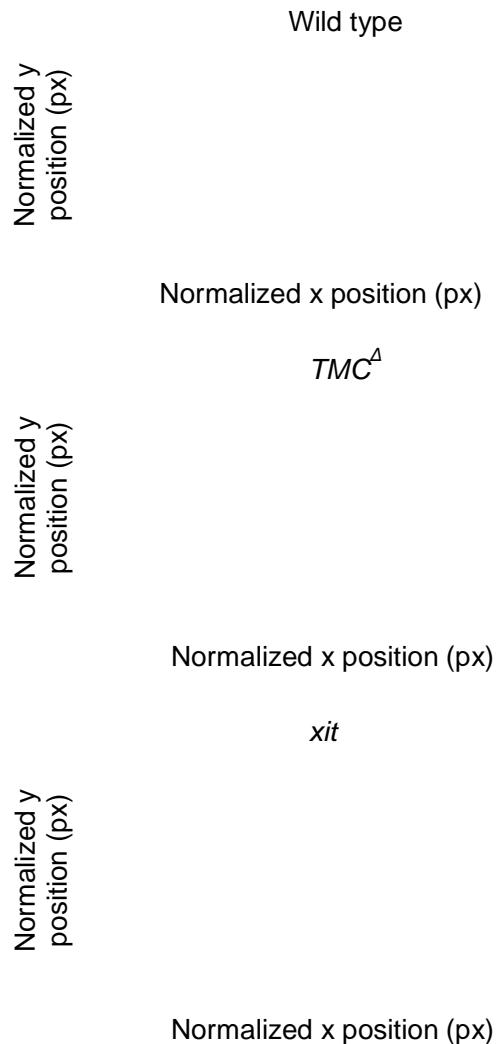 Wild type
Normalized y
position (px)
Normalized x position (px)
TMC^Δ
Normalized y
position (px)
Normalized x position (px)
xit
Normalized y
position (px)
Normalized x position (px)